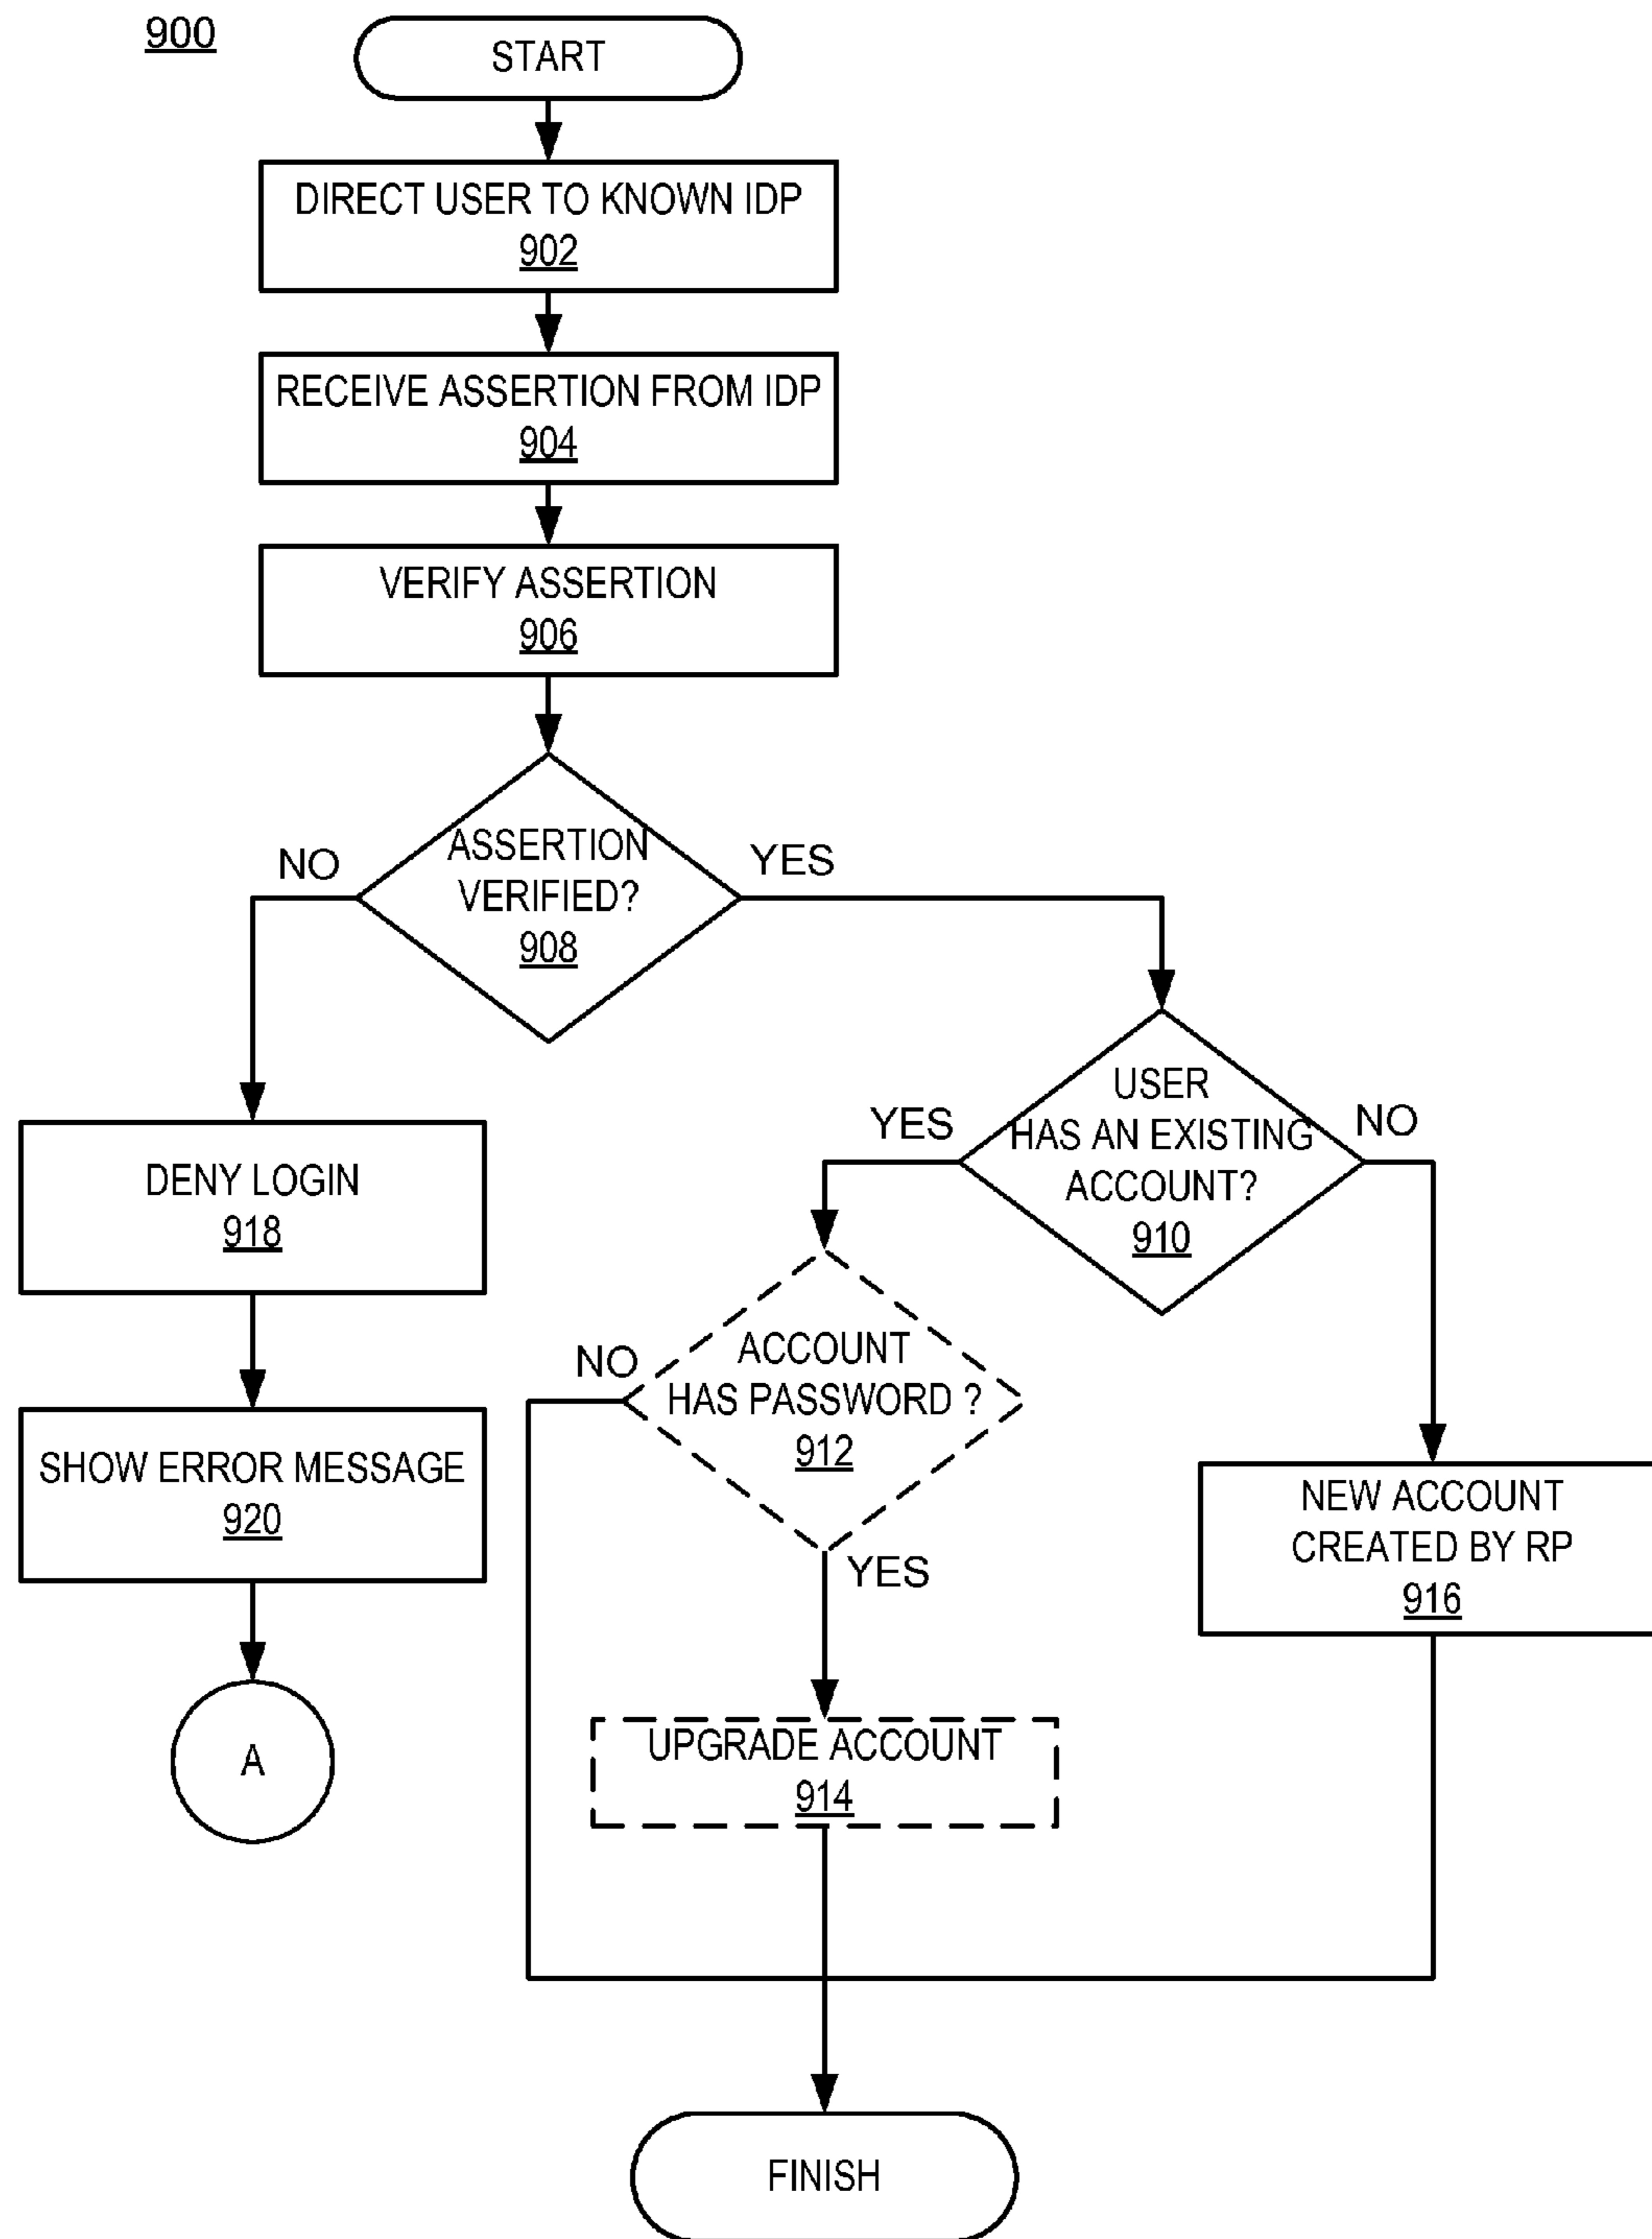 900
START
DIRECT USER TO KNOWN IDP
902
RECEIVE ASSERTION FROM IDP
904
VERIFY ASSERTION
906
ASSERTION
VERIFIED?
908
NO
YES
DENY LOGIN
918
SHOW ERROR MESSAGE
920
A
USER
HAS AN EXISTING
ACCOUNT?
910
YES
NO
ACCOUNT
HAS PASSWORD ?
912
NO
YES
UPGRADE ACCOUNT
914
NEW ACCOUNT
CREATED BY RP
916
FINISH